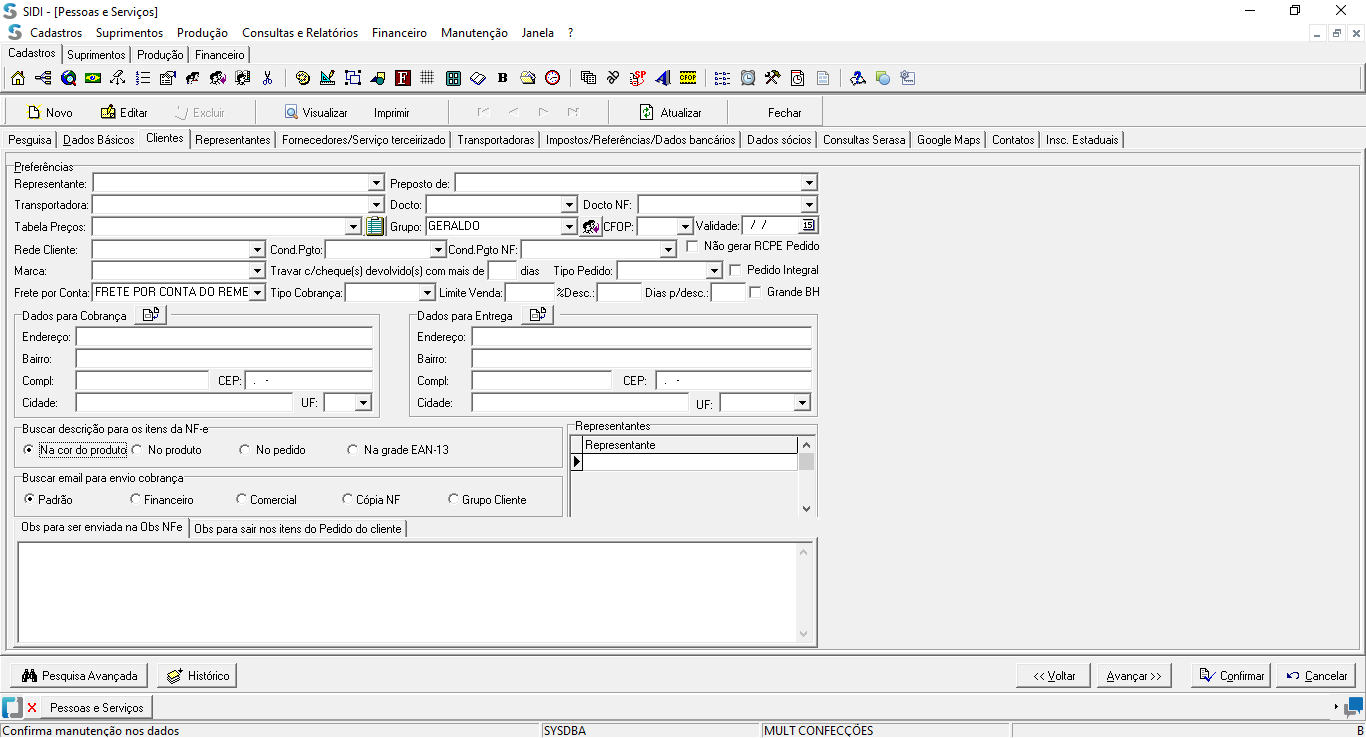 SIDI - [Pessoas e Serviços]
Cadastros Suprimentos Produção Consultas e Relatórios Financeiro Manutenção Janela ?
Cadastros Suprimentos Produção Financeiro
Novo Editar Excluir Visualizar Imprimir Atualizar Fechar
Pesquisa Dados Básicos Clientes Representantes Fornecedores/Serviço terceirizado Transportadoras Impostos/Referências/Dados bancários Dados sócios Consultas Serasa Google Maps Contatos Insc. Estaduais
Preferências
Representante: Preposto de:
Transportadora: Docto: Docto NF:
Tabela Preços: Grupo: GERALDO CFOP: Validade: / / 15
Rede Cliente: Cond.Pgto: Cond.Pgto NF: Não gerar RCPE Pedido
Marca: Travar c/cheque(s) devolvido(s) com mais de dias Tipo Pedido: Pedido Integral
Frete por Conta: FRETE POR CONTA DO REME Tipo Cobrança: Limite Venda: %Desc.: Dias p/desc.: Grande BH
Dados para Cobrança Dados para Entrega
Endereço: Endereço:
Bairro: Bairro:
Compl: CEP: . - Compl: CEP: . -
Cidade: UF: Cidade: UF:
Buscar descrição para os itens da NF-e Representantes
Na cor do produto No produto No pedido Na grade EAN-13 Representante
Buscar email para envio cobrança
Padrão Financeiro Comercial Cópia NF Grupo Cliente
Obs para ser enviada na Obs NFe Obs para sair nos itens do Pedido do cliente
Pesquisa Avançada Histórico << Voltar Avançar >> Confirmar Cancelar
Pessoas e Serviços
Confirma manutenção nos dados SYSDBA MULT CONFECÇÕES B